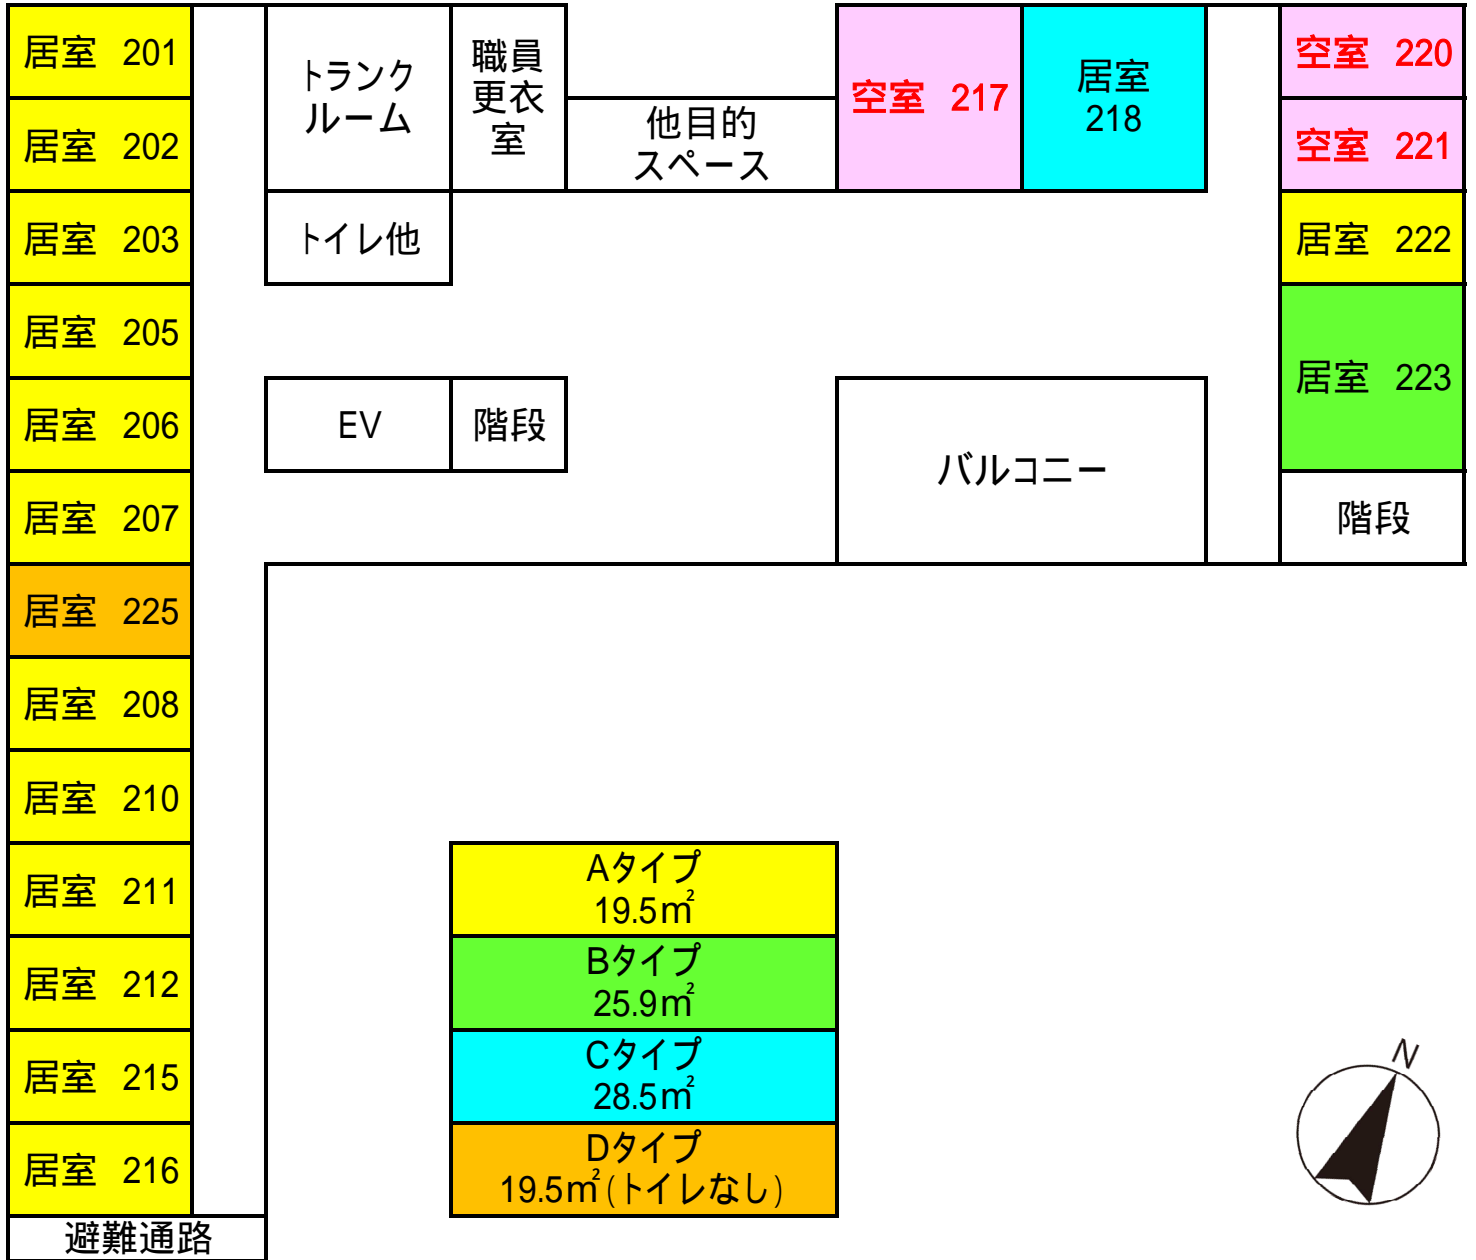 居室 201
居室 202
居室 203
居室 205
居室 206
居室 207
居室 225
居室 208
居室 210
居室 211
居室 212
居室 215
居室 216
避難通路
トランク
ルーム
職員
更衣
室
他目的
スペース
トイレ他
EV
階段
空室 217
居室
218
バルコニー
空室 220
空室 221
居室 222
居室 223
階段
Aタイプ
19.5㎡
Bタイプ
25.9㎡
Cタイプ
28.5㎡
Dタイプ
19.5㎡(トイレなし)
N